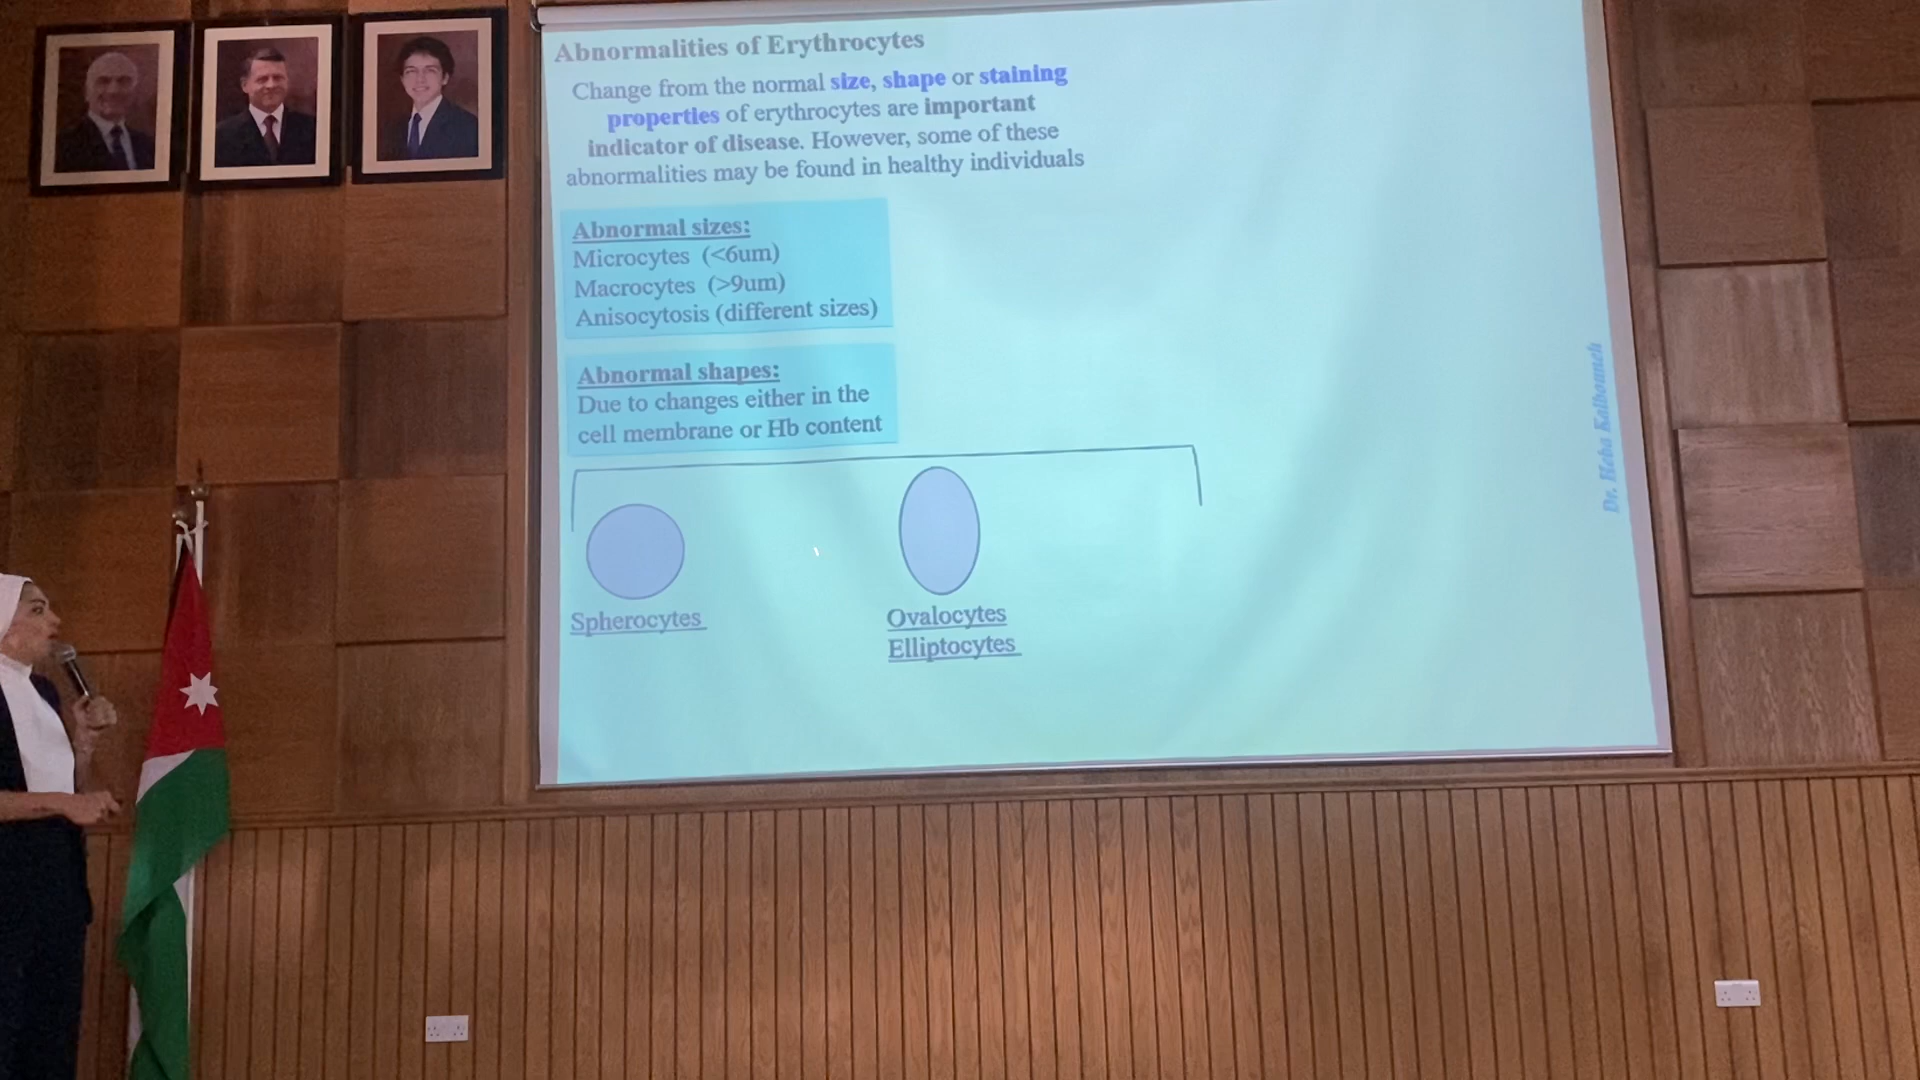 Abnormalities of Erythrocytes
Change from the normal size, shape or staining
properties of erythrocytes are important
indicator of disease. However, some of these
abnormalities may be found in healthy individuals
Abnormal sizes:
Microcytes (<6um)
Macrocytes (>9um)
Anisocytosis (different sizes)
Abnormal shapes:
Due to changes either in the
cell membrane or Hb content
Spherocytes
Ovalocytes
Elliptocytes
Dr. Heba Kalbouneh